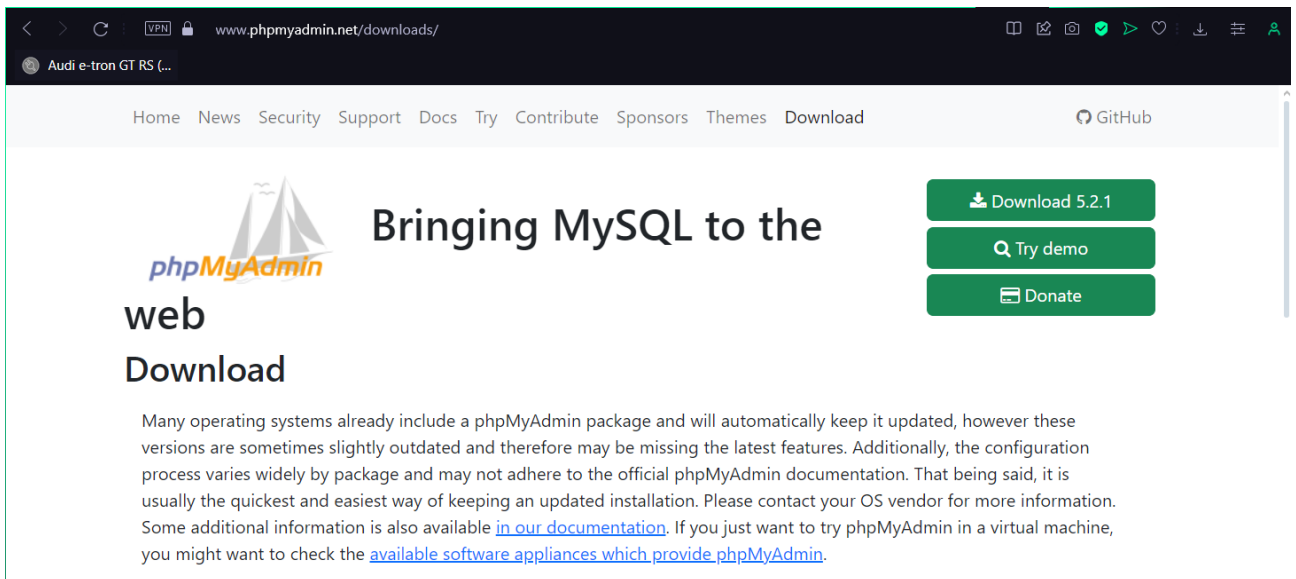 VPN www.phpmyadmin.net/downloads/
Audi e-tron GT RS (...
Home News Security Support Docs Try Contribute Sponsors Themes Download GitHub
phpMyAdmin
Bringing MySQL to the
web
Download 5.2.1
Try demo
Donate
Download
Many operating systems already include a phpMyAdmin package and will automatically keep it updated, however these
versions are sometimes slightly outdated and therefore may be missing the latest features. Additionally, the configuration
process varies widely by package and may not adhere to the official phpMyAdmin documentation. That being said, it is
usually the quickest and easiest way of keeping an updated installation. Please contact your OS vendor for more information.
Some additional information is also available in our documentation. If you just want to try phpMyAdmin in a virtual machine,
you might want to check the available software appliances which provide phpMyAdmin.